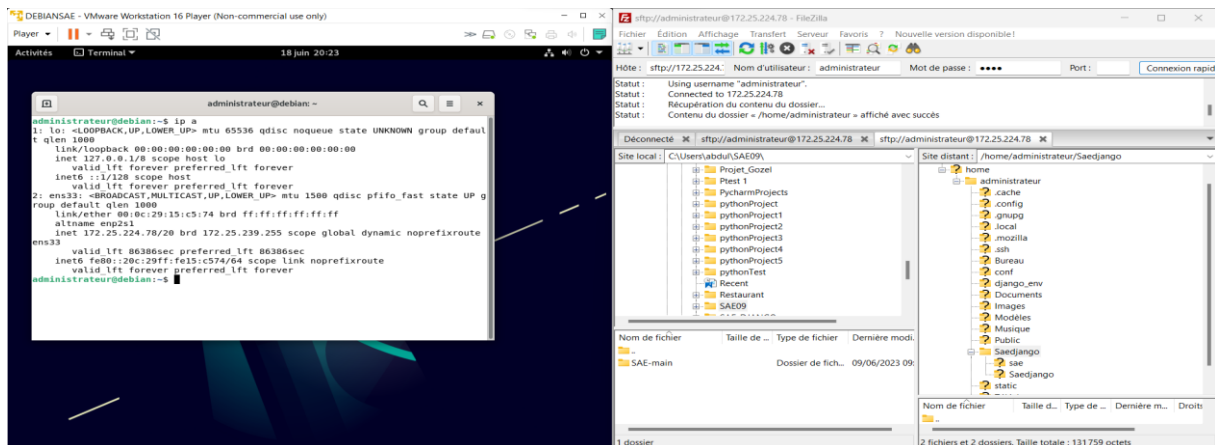 DEBIANSAE - VMware Workstation 16 Player (Non-commercial use only)
Player
Activités Terminal 18 juin 20:23
administrateur@debian: ~
administrateur@debian:~$ ip a
1: lo: <LOOPBACK,UP,LOWER_UP> mtu 65536 qdisc noqueue state UNKNOWN group defaul
t qlen 1000
link/loopback 00:00:00:00:00:00 brd 00:00:00:00:00:00
inet 127.0.0.1/8 scope host lo
valid_lft forever preferred_lft forever
inet6 ::1/128 scope host
valid_lft forever preferred_lft forever
2: ens33: <BROADCAST,MULTICAST,UP,LOWER_UP> mtu 1500 qdisc pfifo_fast state UP g
roup default qlen 1000
link/ether 00:0c:29:15:c5:74 brd ff:ff:ff:ff:ff:ff
altname enp2s1
inet 172.25.224.78/20 brd 172.25.239.255 scope global dynamic noprefixroute
ens33
valid_lft 86386sec preferred_lft 86386sec
inet6 fe80::20c:29ff:fe15:c574/64 scope link noprefixroute
valid_lft forever preferred_lft forever
administrateur@debian:~$
sftp://administrateur@172.25.224.78 - FileZilla
Fichier Édition Affichage Transfert Serveur Favoris ? Nouvelle version disponible!
Hôte : sftp://172.25.224. Nom d'utilisateur : administrateur Mot de passe : ●●●● Port : Connexion rapid
Statut : Using username "administrateur".
Statut : Connected to 172.25.224.78
Statut : Récupération du contenu du dossier...
Statut : Contenu du dossier « /home/administrateur » affiché avec succès
Déconnecté sftp://administrateur@172.25.224.78 sftp://administrateur@172.25.224.78
Site local : C:\Users\abdul\SAE09\
Projet_Gozel
Ptest 1
PycharmProjects
pythonProject
pythonProject1
pythonProject2
pythonProject3
pythonProject4
pythonProject5
pythonTest
Recent
Restaurant
SAE09
Nom de fichier Taille de ... Type de fichier Dernière modi.
..
SAE-main Dossier de fich... 09/06/2023 09:
1 dossier
Site distant : /home/administrateur/Saedjango
home
administrateur
.cache
.config
.gnupg
.local
.mozilla
.ssh
Bureau
conf
django_env
Documents
Images
Modèles
Musique
Public
Saedjango
sae
Saedjango
static
Nom de fichier Taille d... Type de ... Dernière m... Droits
..
2 fichiers et 2 dossiers. Taille totale : 131 759 octets